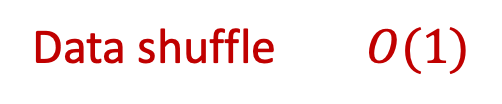 Data shuffle O(1)